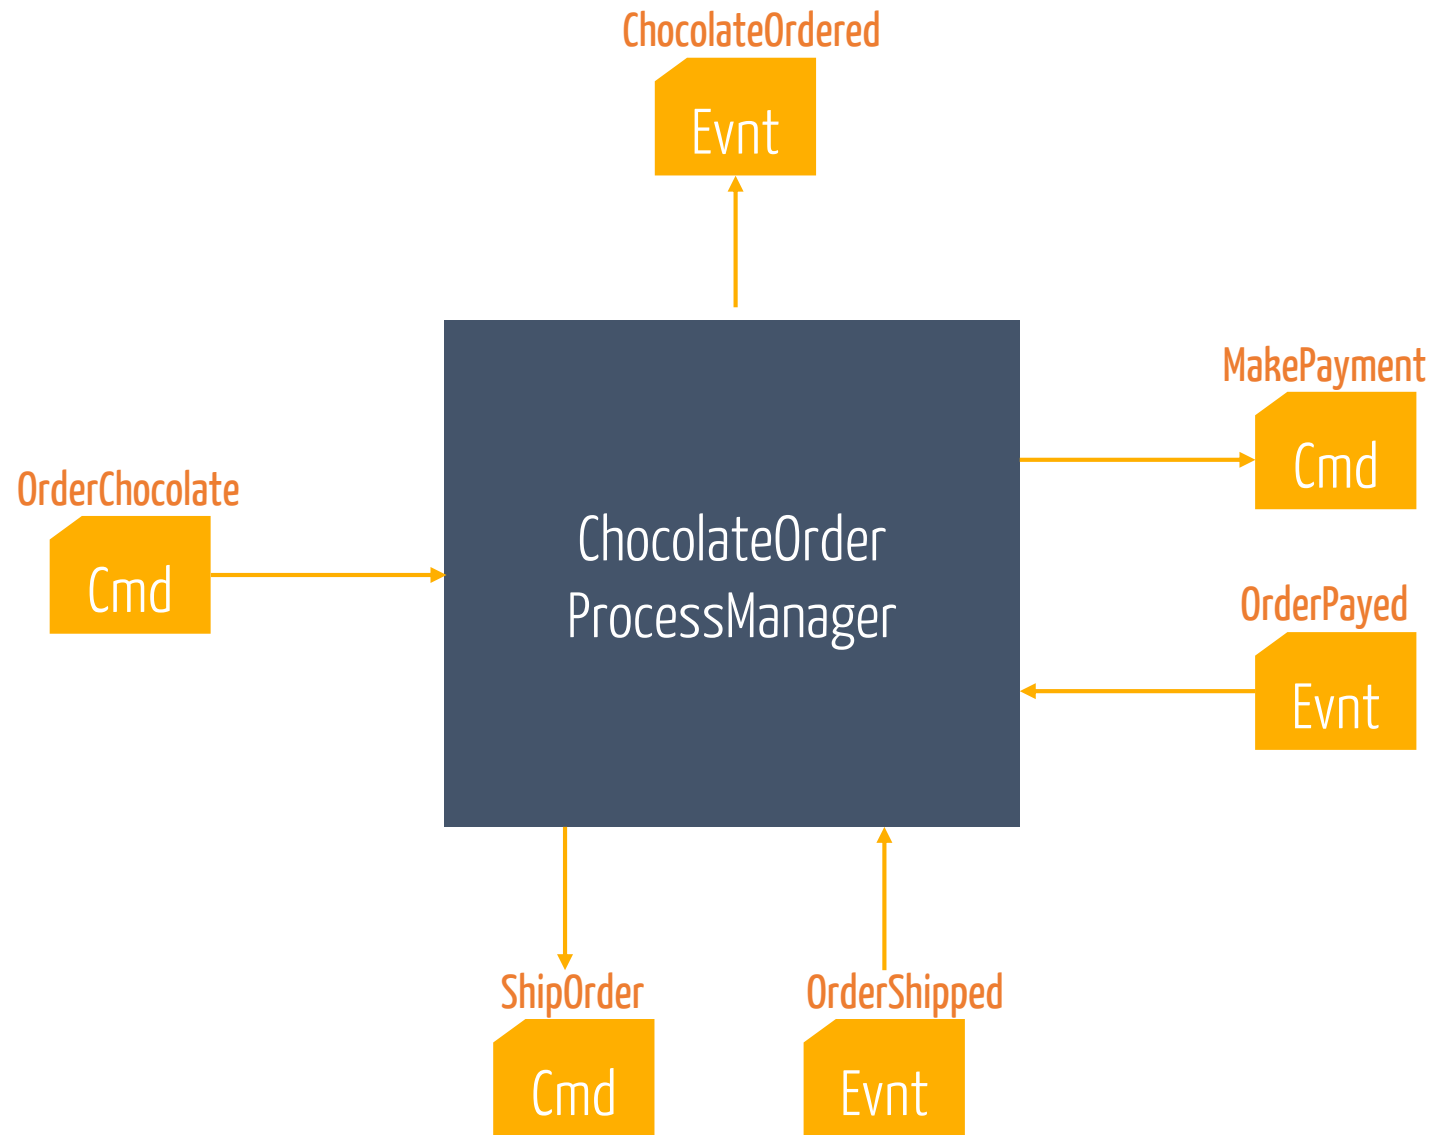 ChocolateOrdered
Evnt
MakePayment
Cmd
OrderChocolate
Cmd
ChocolateOrder
ProcessManager
OrderPayed
Evnt
ShipOrder
Cmd
OrderShipped
Evnt